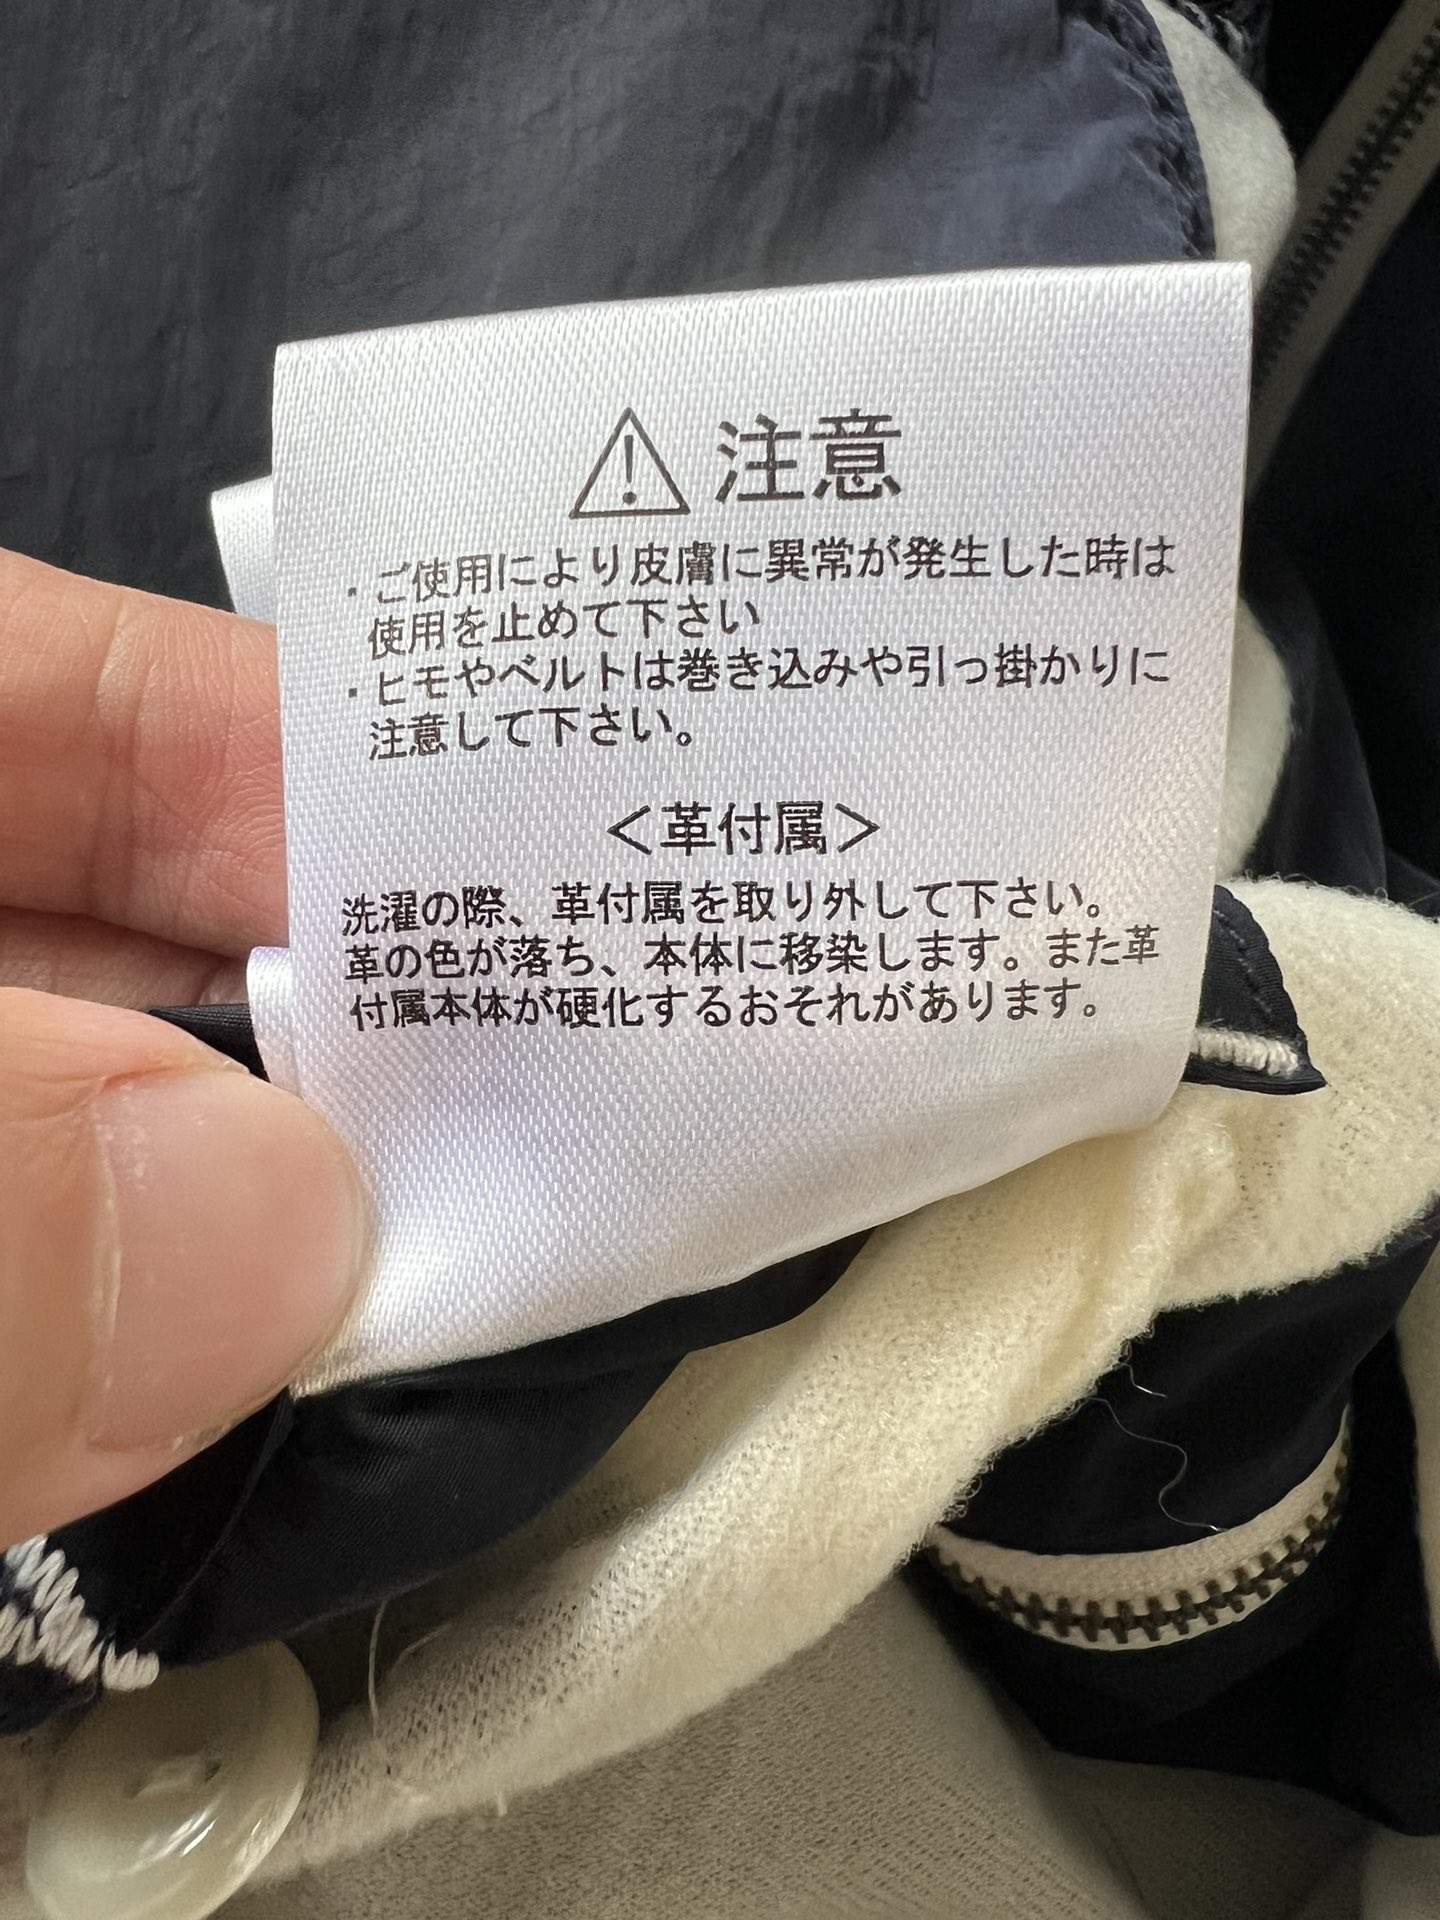 注意
・ご使用により皮膚に異常が発生した時は
使用を止めて下さい
・ヒモやベルトは巻き込みや引っ掛かりに
注意して下さい。
＜革付属＞
洗濯の際、革付属を取り外して下さい。
革の色が落ち、本体に移染します。また革
付属本体が硬化するおそれがあります。